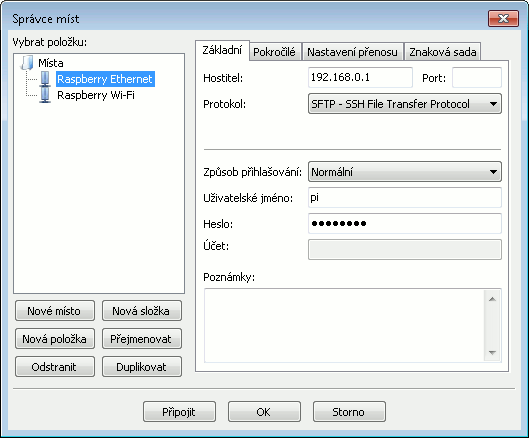 Správce míst
Vybrat položku:
Místa
Raspberry Ethernet
Raspberry Wi-Fi
Nové místo
Nová složka
Nová položka
Přejmenovat
Odstranit
Duplikovat
Základní
Pokročilé
Nastavení přenosu
Znaková sada
Hostitel:
192.168.0.1
Port:
Protokol:
SFTP - SSH File Transfer Protocol
Způsob přihlašování:
Normální
Uživatelské jméno:
pi
Heslo:
●●●●●●●●
Účet:
Poznámky:
Připojit
OK
Storno